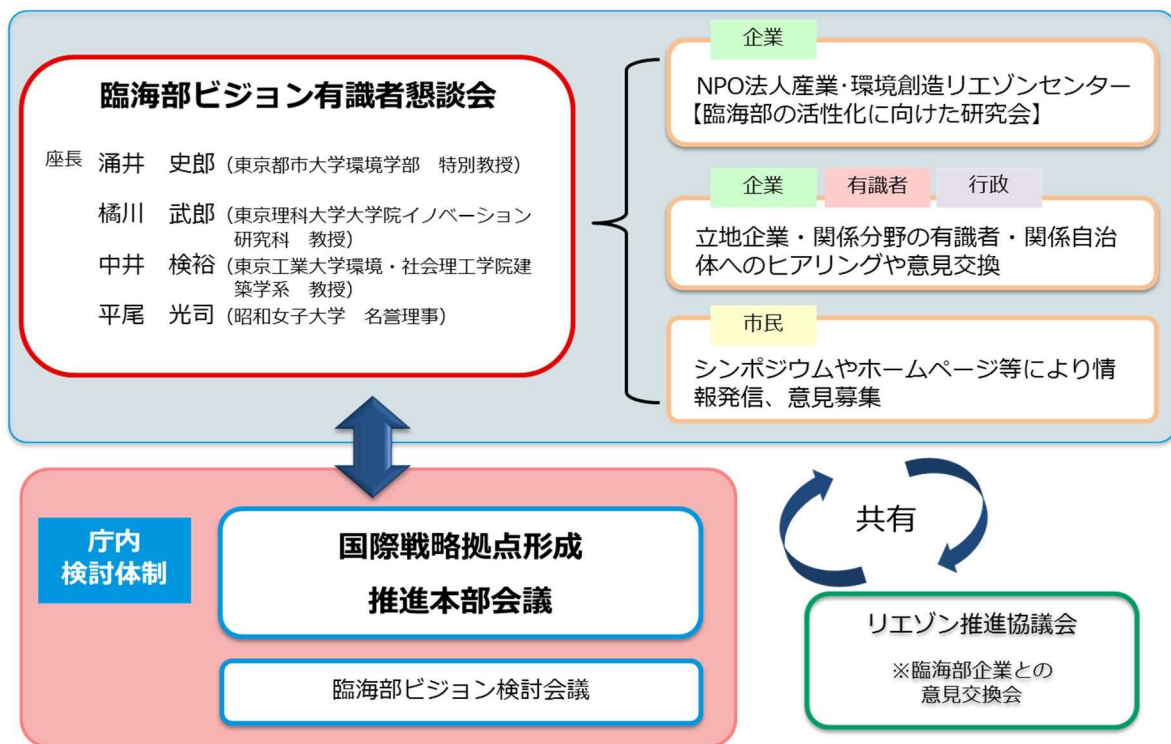 臨海部ビジョン有識者懇談会
座長 涌井 史郎（東京都市大学環境学部 特別教授）
橘川 武郎（東京理科大学大学院イノベーション
研究科 教授）
中井 検裕（東京工業大学環境・社会理工学院建
築学系 教授）
平尾 光司（昭和女子大学 名誉理事）
企業
NPO法人産業･環境創造リエゾンセンター
【臨海部の活性化に向けた研究会】
企業 有識者 行政
立地企業・関係分野の有識者・関係自治
体へのヒアリングや意見交換
市民
シンポジウムやホームページ等により情
報発信、意見募集
庁内
検討体制
国際戦略拠点形成
推進本部会議
臨海部ビジョン検討会議
共有
リエゾン推進協議会
※臨海部企業との
意見交換会